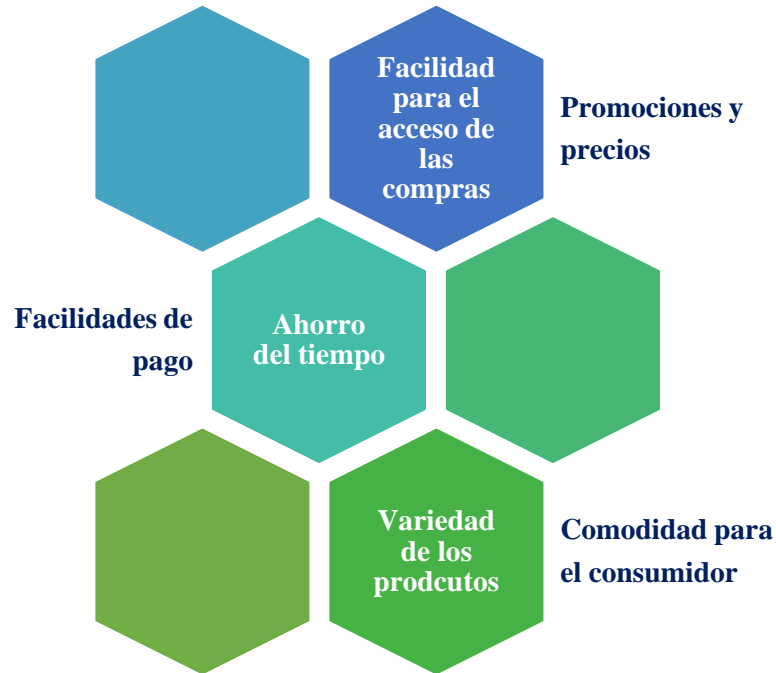 Facilidad
para el
acceso de
las
compras
Promociones y
precios
Facilidades de
pago
Ahorro
del tiempo
Variedad
de los
prodcutos
Comodidad para
el consumidor